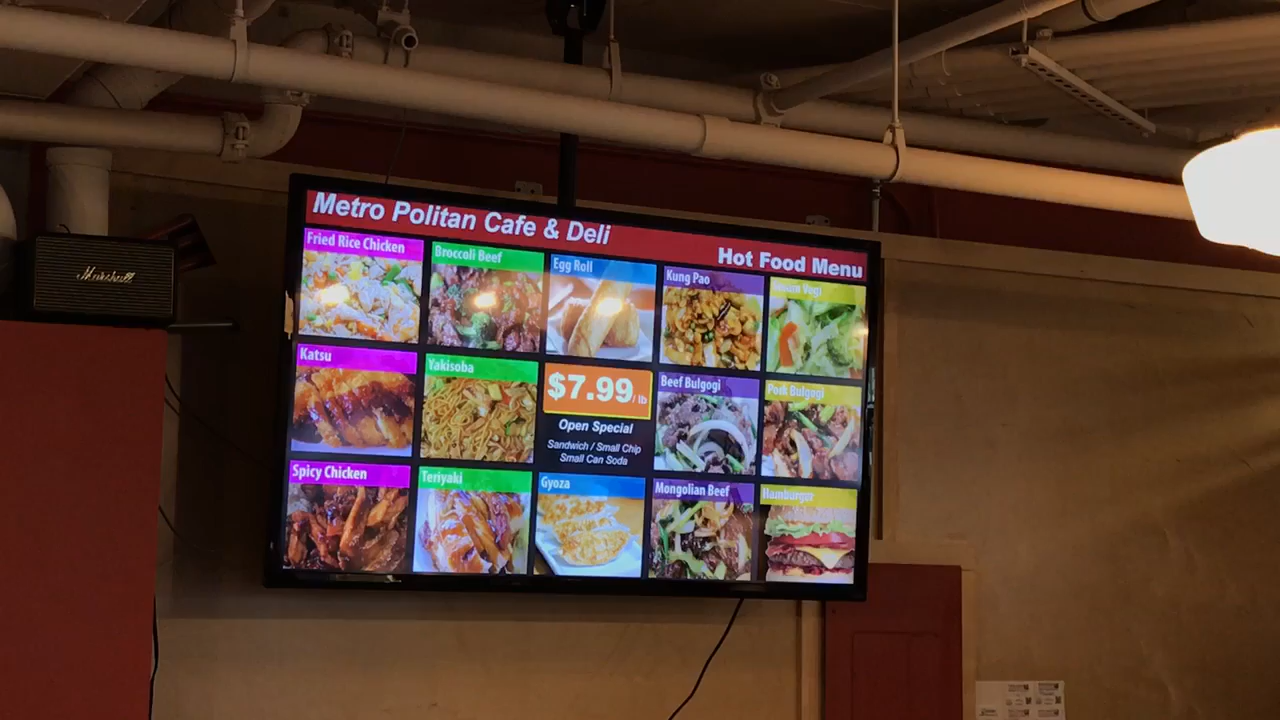 Metro Politan Cafe & Deli
Hot Food Menu
Marshall
Fried Rice Chicken
Broccoli Beef
Egg Roll
Kung Pao
Vegi
Katsu
Yakisoba
$7.99/ lb
Open Special
Sandwich / Small Chip
Small Can Soda
Beef Bulgogi
Pork Bulgogi
Spicy Chicken
Teriyaki
Gyoza
Mongolian Beef
Hamburger